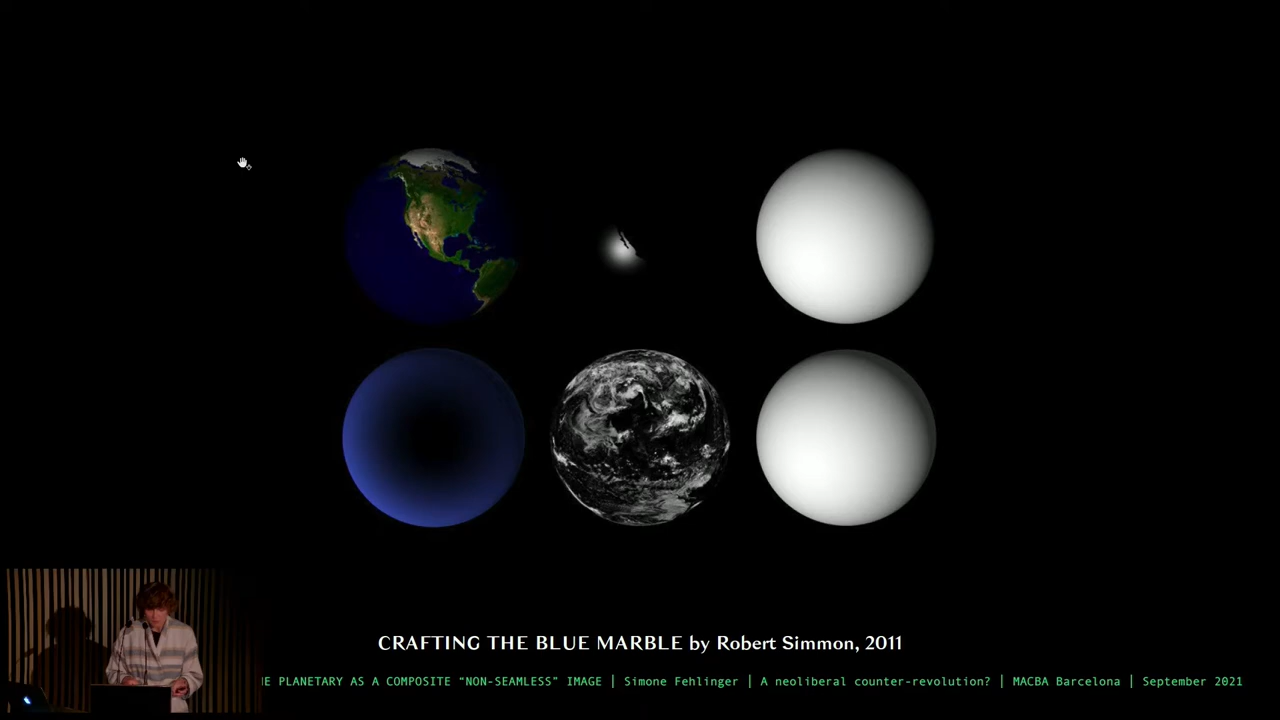 CRAFTING THE BLUE MARBLE by Robert Simmon, 2011
PLANETARY AS A COMPOSITE “NON-SEAMLESS” IMAGE | Simone Fehlinger | A neoliberal counter-revolution? | MACBA Barcelona | September 2021